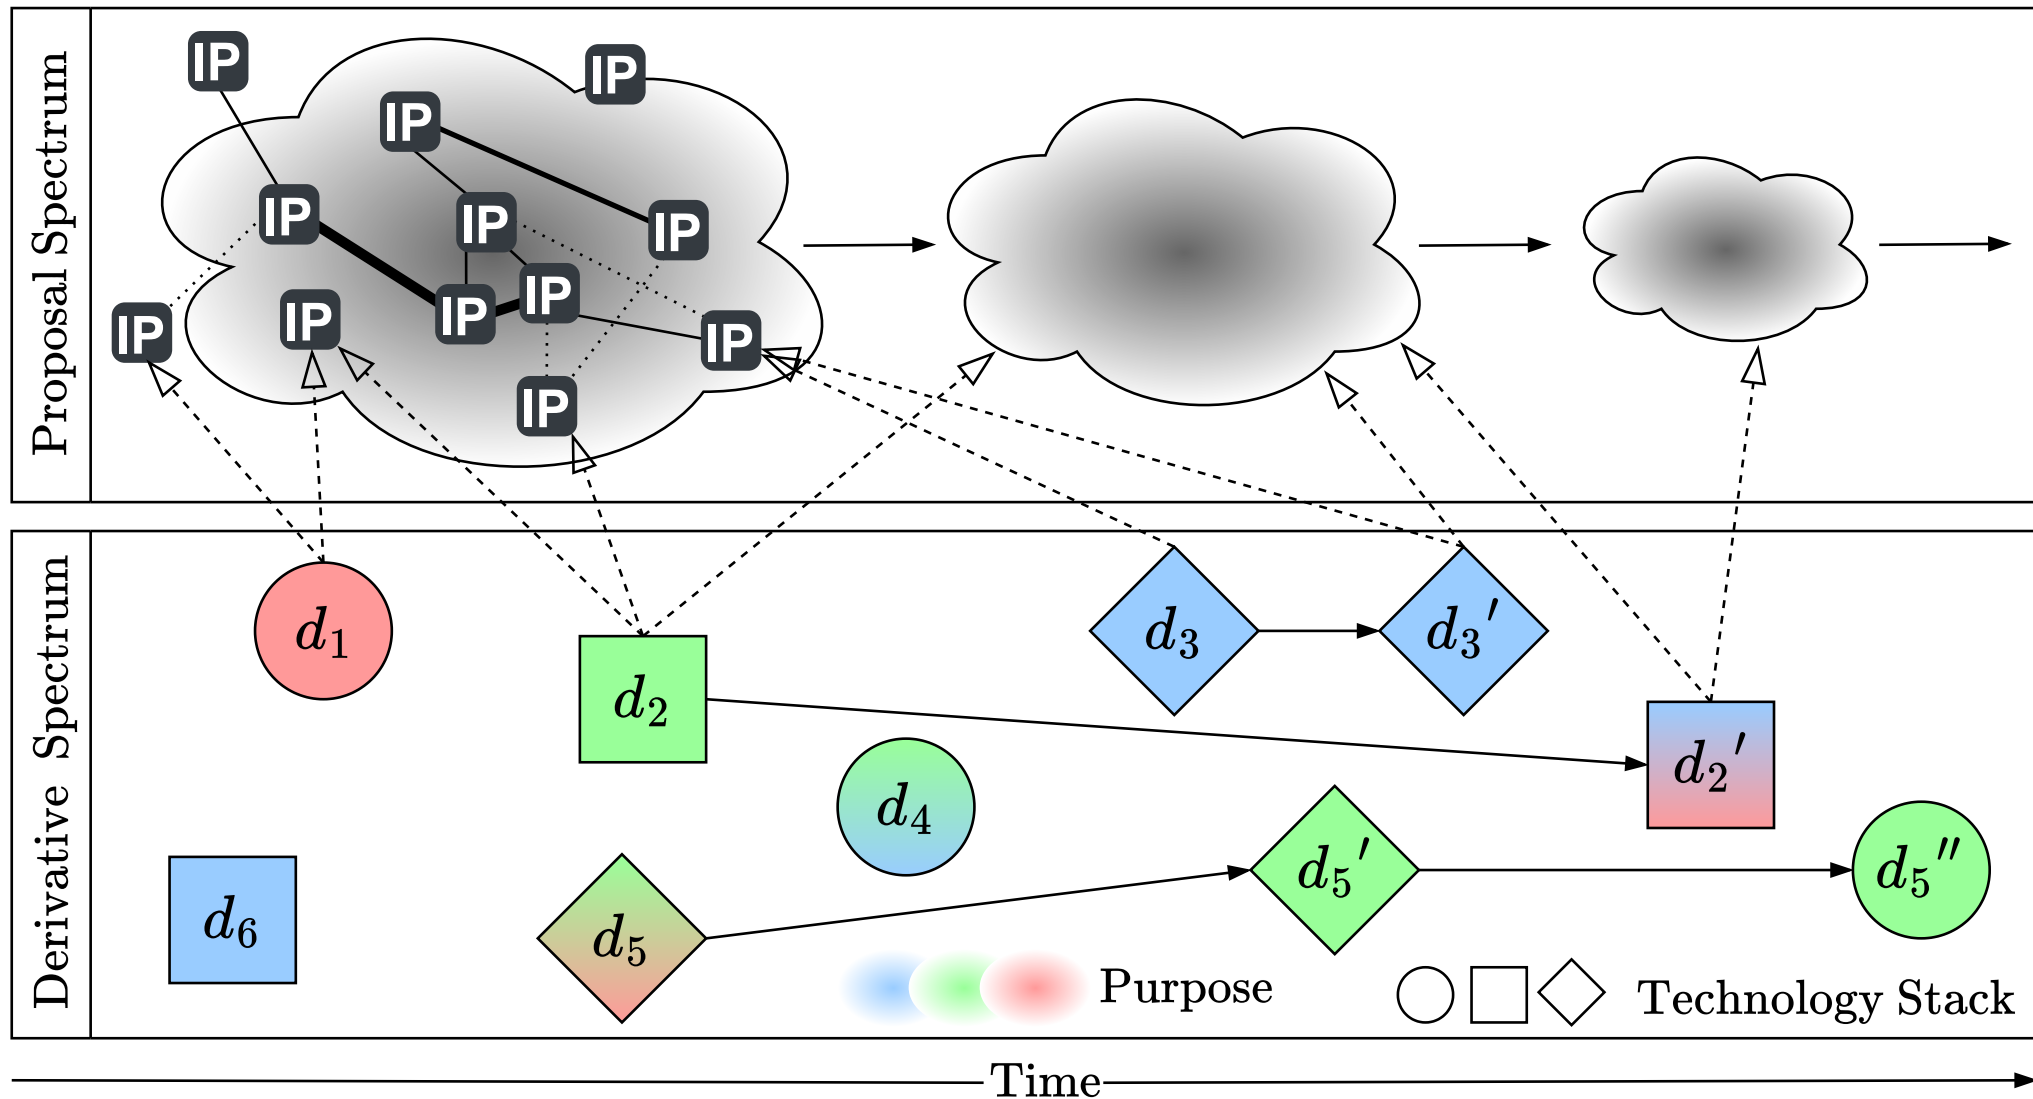 Proposal Spectrum
IP
IP
IP
IP
IP
IP
IP
IP
IP
IP
IP
IP
Derivative Spectrum
d1
d2
d3
d3′
d2′
d4
d5′
d5″
d6
d5
Purpose
Technology Stack
Time